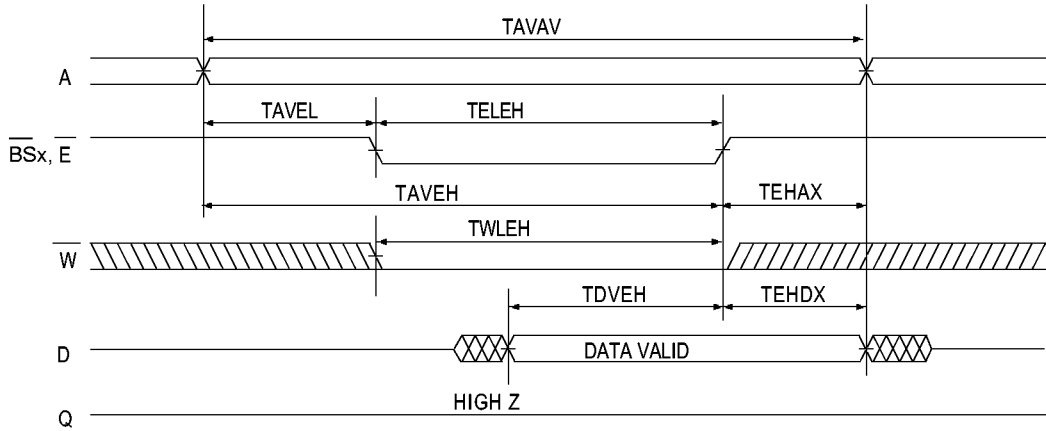 TAVAV
A
TAVEL TELEH
BSx, E
TAVEH TEHAX
TWLEH
W
TDVEH TEHDX
D DATA VALID
HIGH Z
Q